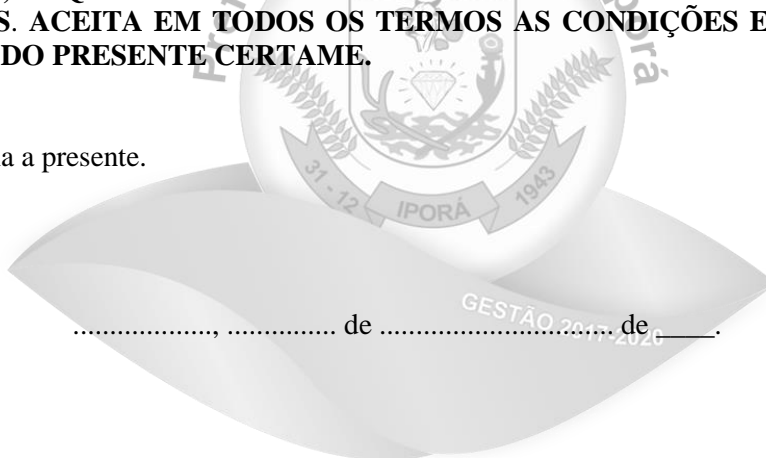 S. ACEITA EM TODOS OS TERMOS AS CONDIÇÕES E
DO PRESENTE CERTAME.
a a presente.
31 - 12
IPORÁ
1943
GESTÃO 2017-2020
..................., ............... de ................................ de ____.